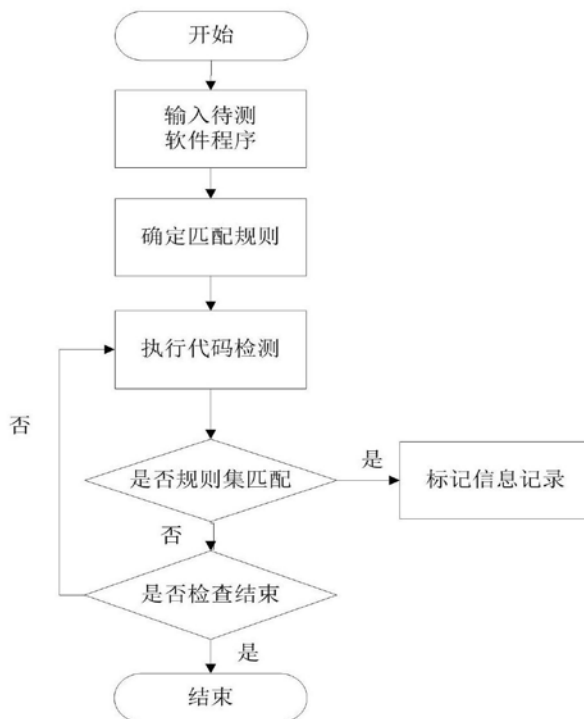 开始
输入待测
软件程序
确定匹配规则
执行代码检测
否
是否规则集匹配
是
标记信息记录
否
是否检查结束
是
结束